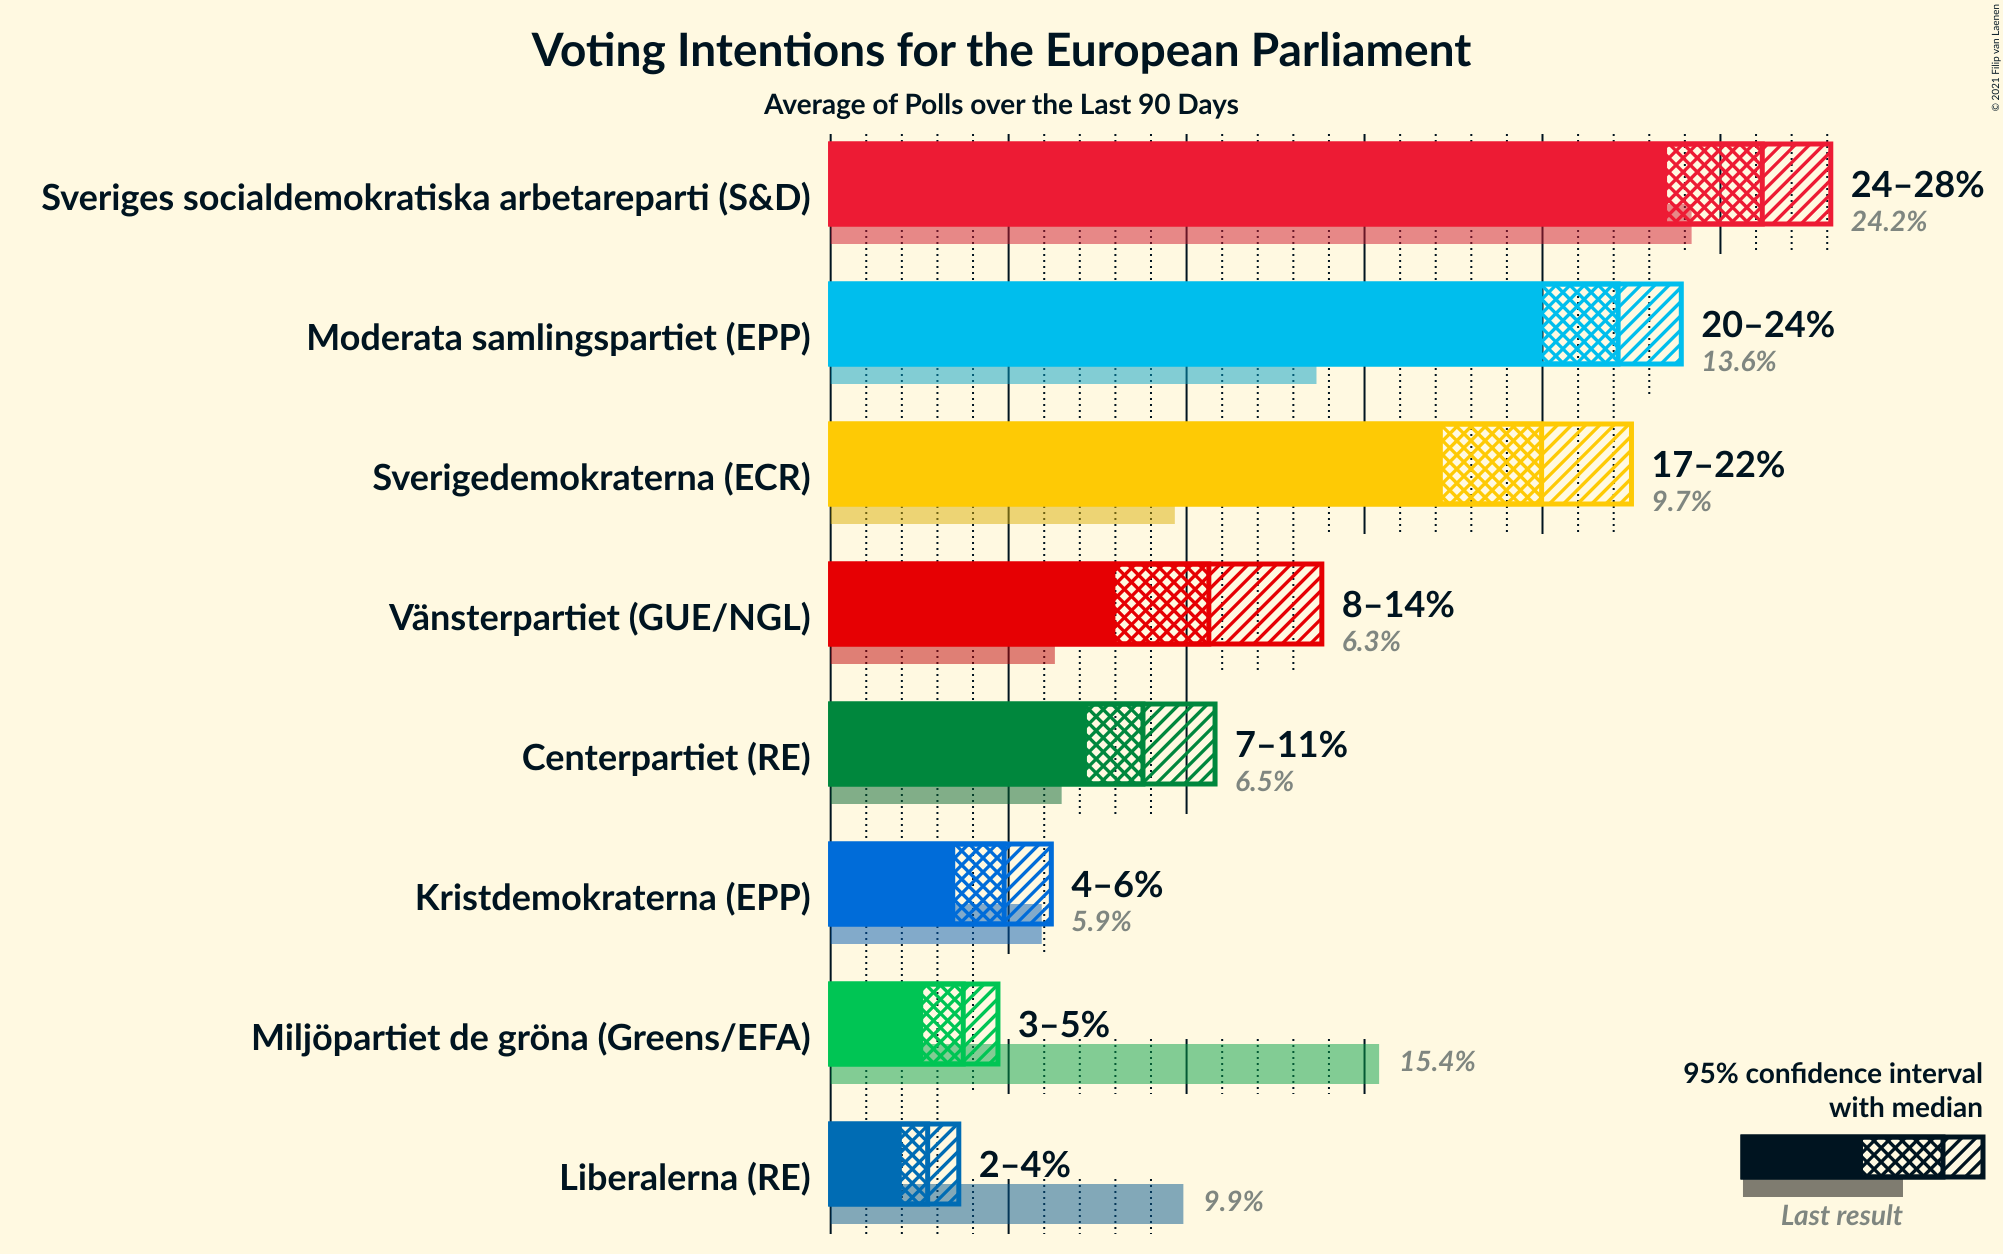 Voting Intentions for the European Parliament
Average of Polls over the Last 90 Days
© 2021 Filip van Laenen
Sveriges socialdemokratiska arbetareparti (S&D)
24–28%
24.2%
Moderata samlingspartiet (EPP)
20–24%
13.6%
Sverigedemokraterna (ECR)
17–22%
9.7%
Vänsterpartiet (GUE/NGL)
8–14%
6.3%
Centerpartiet (RE)
7–11%
6.5%
Kristdemokraterna (EPP)
4–6%
5.9%
Miljöpartiet de gröna (Greens/EFA)
3–5%
15.4%
Liberalerna (RE)
2–4%
9.9%
95% confidence interval
with median
Last result